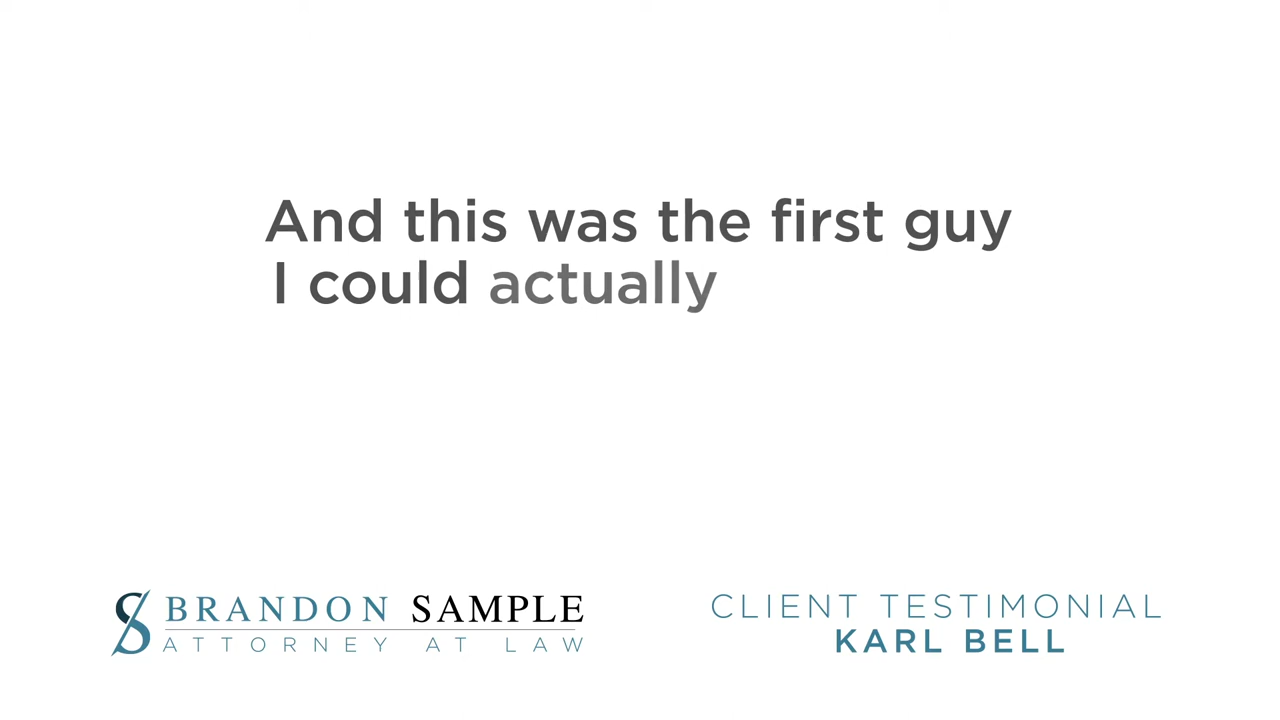 And this was the first guy
I could actually
BRANDON SAMPLE
ATTORNEY AT LAW
CLIENT TESTIMONIAL
KARL BELL